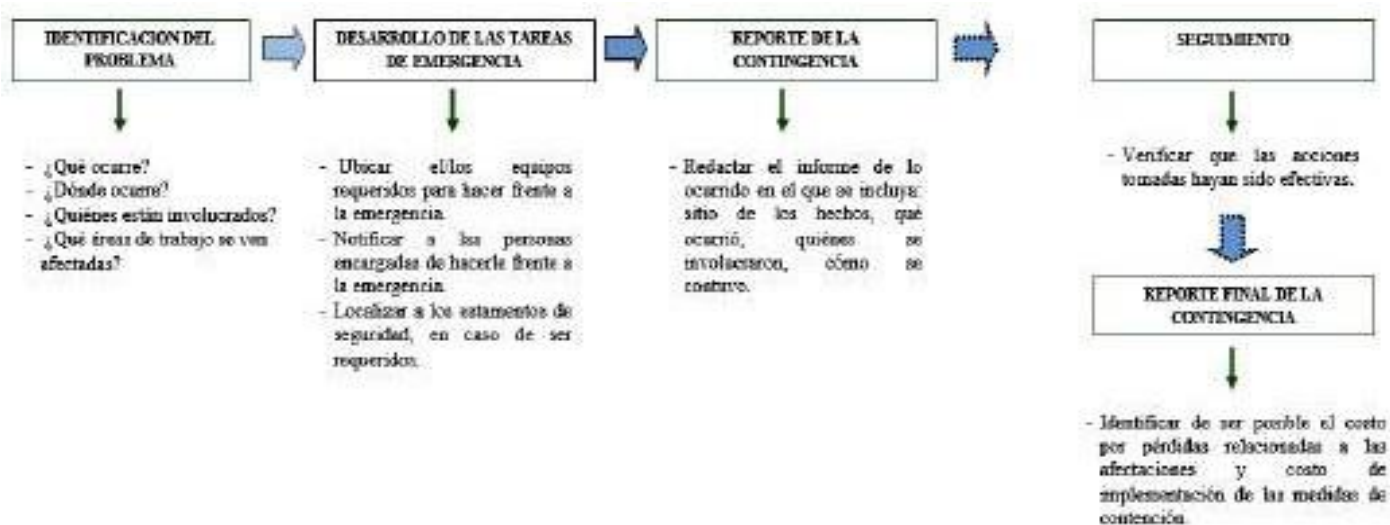 IDENTIFICACION DEL
PROBLEMA
- ¿Qué ocurre?
- ¿Dónde ocurre?
- ¿Quiénes están involucrados?
- ¿Qué áreas de trabajo se ven
afectadas?
DESARROLLO DE LAS TAREAS
DE EMERGENCIA
- Ubicar el/los equipos
requeridos para hacer frente a
la emergencia.
- Notificar a las personas
encargadas de hacerle frente a
la emergencia.
- Localizar a los estamentos de
seguridad, en caso de ser
requeridos.
REPORTE DE LA
CONTINGENCIA
- Redactar el informe de lo
ocurrido en el que se incluya:
sitio de los hechos, qué
ocurrió, quiénes se
involucraron, cómo se
contuvo.
SEGUIMIENTO
- Verificar que las acciones
tomadas hayan sido efectivas.
REPORTE FINAL DE LA
CONTINGENCIA
- Identificar de ser posible el costo
por pérdidas relacionadas a las
afectaciones y costo de
implementación de las medidas de
contención.